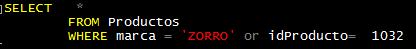 SELECT *
FROM Productos
WHERE marca = 'ZORRO' or idProducto= 1032